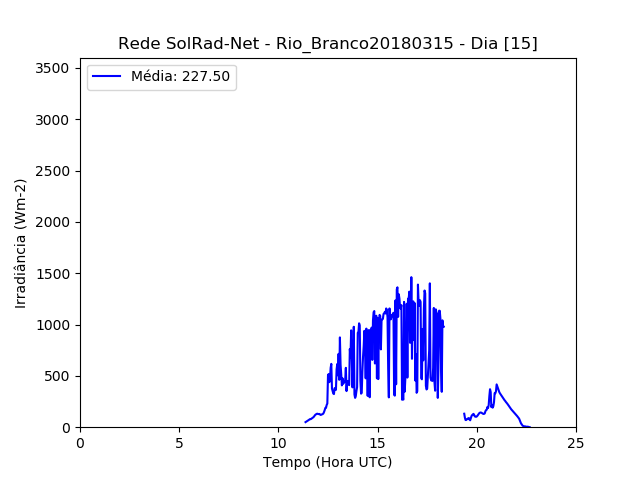 Rede SolRad-Net - Rio_Branco20180315 - Dia [15]
Média: 227.50
3500
3000
2500
2000
1500
1000
500
0
Irradiância (Wm-2)
0 5 10 15 20 25
Tempo (Hora UTC)